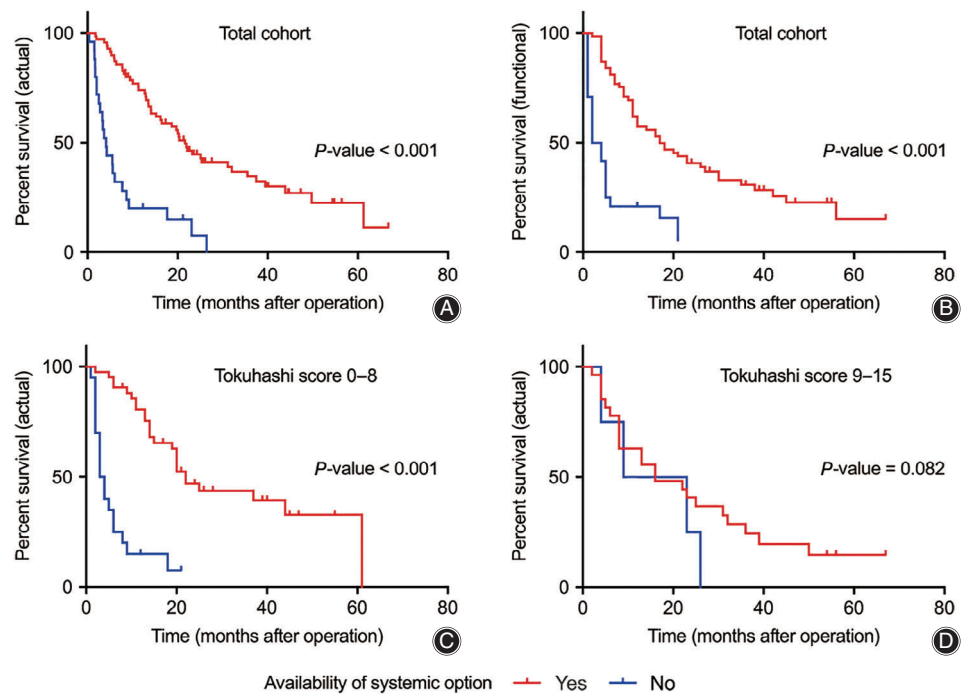 100
50
0
Percent survival (actual)
Total cohort
P-value < 0.001
0 20 40 60 80
Time (months after operation)
A
100
50
0
Percent survival (functional)
Total cohort
P-value < 0.001
0 20 40 60 80
Time (months after operation)
B
100
50
0
Percent survival (actual)
Tokuhashi score 0–8
P-value < 0.001
0 20 40 60 80
Time (months after operation)
C
100
50
0
Percent survival (actual)
Tokuhashi score 9–15
P-value = 0.082
0 20 40 60 80
Time (months after operation)
D
Availability of systemic option Yes No